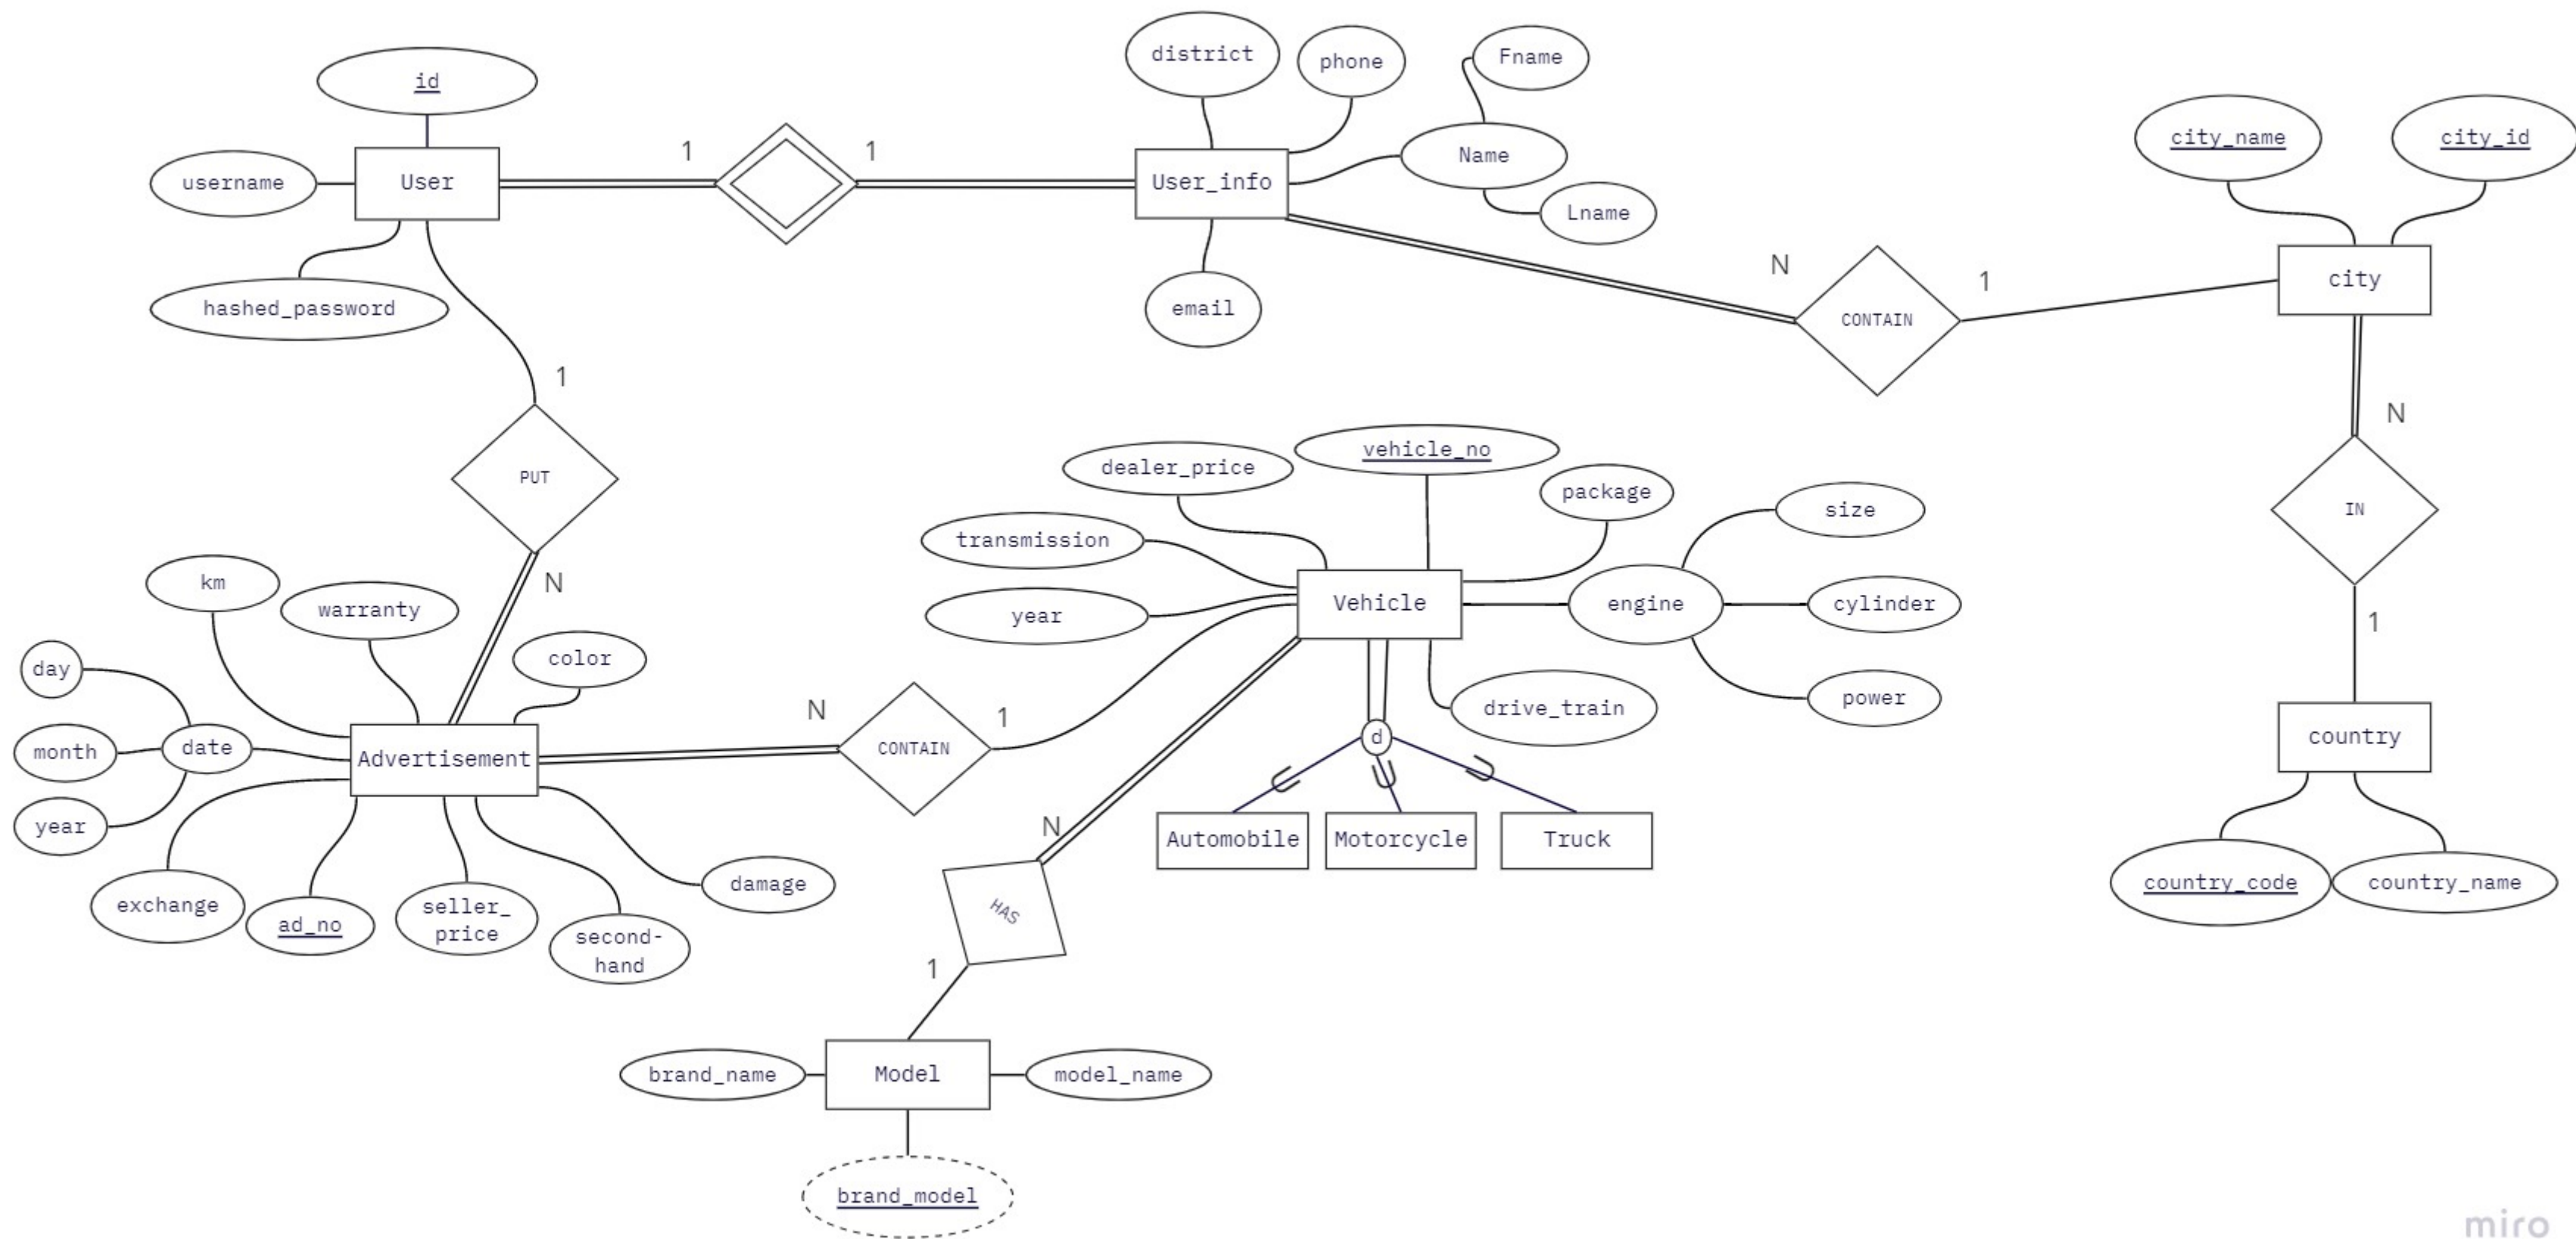 district
phone
Fname
id
Name
city_name
city_id
username
User
1
1
User_info
Lname
hashed_password
email
N
CONTAIN
1
city
1
N
PUT
dealer_price
vehicle_no
package
size
IN
transmission
km
N
warranty
year
Vehicle
engine
cylinder
1
day
color
power
N
1
drive_train
month
date
Advertisement
CONTAIN
d
country
year
N
Automobile
Motorcycle
Truck
exchange
ad_no
seller_
price
second-
hand
damage
HAS
country_code
country_name
1
brand_name
Model
model_name
brand_model
miro